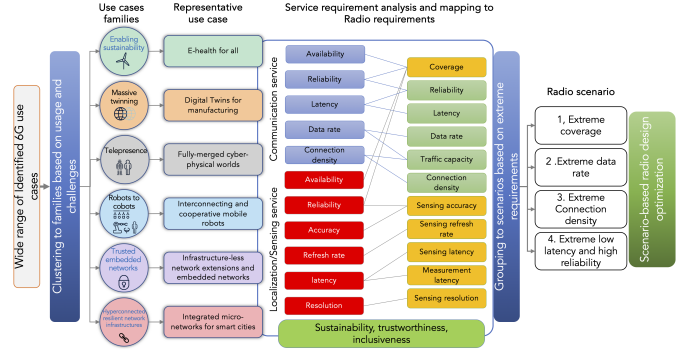 Use cases
families
Representative
use case
Service requirement analysis and mapping to
Radio requirements
Wide range of Identified 6G use
cases
Clustering to families based on usage and
challenges
Enabling
sustainability
Massive
twinning
Telepresence
Robots to
cobots
Trusted
embedded
networks
Hyperconnected
resilient network
infrastructures
E-health for all
Digital Twins for
manufacturing
Fully-merged cyber-
physical worlds
Interconnecting and
cooperative mobile
robots
Infrastructure-less
network extensions and
embedded networks
Integrated micro-
networks for smart cities
Communication service
Localization/Sensing service
Availability
Reliability
Latency
Data rate
Connection
density
Availability
Reliability
Accuracy
Refresh rate
latency
Resolution
Coverage
Reliability
Latency
Data rate
Traffic capacity
Connection
density
Sensing accuracy
Sensing refresh
rate
Sensing latency
Measurement
latency
Sensing resolution
Sustainability, trustworthiness,
inclusiveness
Grouping to scenarios based on extreme
requirements
Radio scenario
1, Extreme
coverage
2 .Extreme data
rate
3. Extreme
Connection
density
4. Extreme low
latency and high
reliability
Scenario-based radio design
optimization